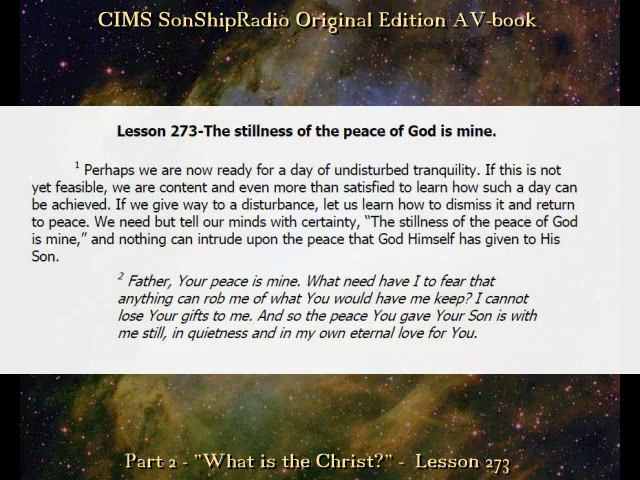 CIMS SonShipRadio Original Edition AV-book
Lesson 273-The stillness of the peace of God is mine.
1 Perhaps we are now ready for a day of undisturbed tranquility. If this is not
yet feasible, we are content and even more than satisfied to learn how such a day can
be achieved. If we give way to a disturbance, let us learn how to dismiss it and return
to peace. We need but tell our minds with certainty, “The stillness of the peace of God
is mine,” and nothing can intrude upon the peace that God Himself has given to His
Son.
2 Father, Your peace is mine. What need have I to fear that
anything can rob me of what You would have me keep? I cannot
lose Your gifts to me. And so the peace You gave Your Son is with
me still, in quietness and in my own eternal love for You.
Part 2 - "What is the Christ?" - Lesson 273